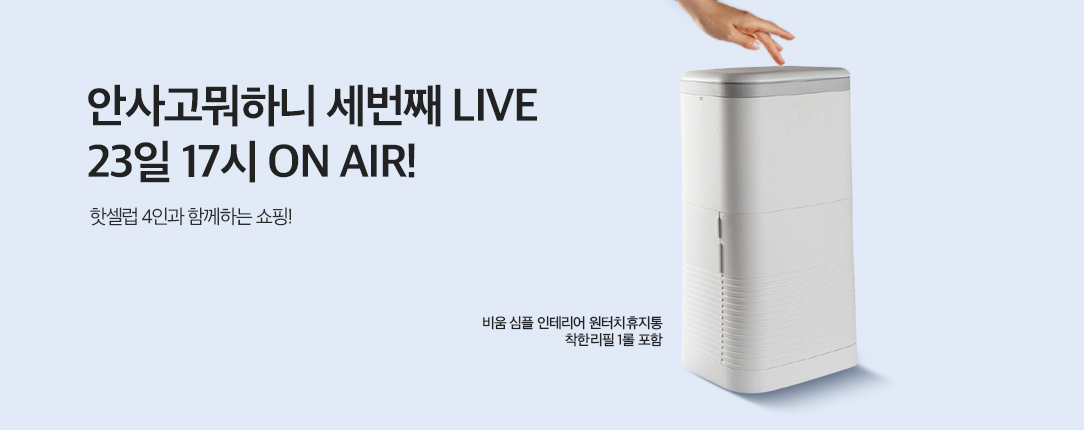 안사고뭐하니 세번째 LIVE
23일 17시 ON AIR!
핫셀럽 4인과 함께하는 쇼핑!
비움 심플 인테리어 원터치휴지통
착한리필 1롤 포함